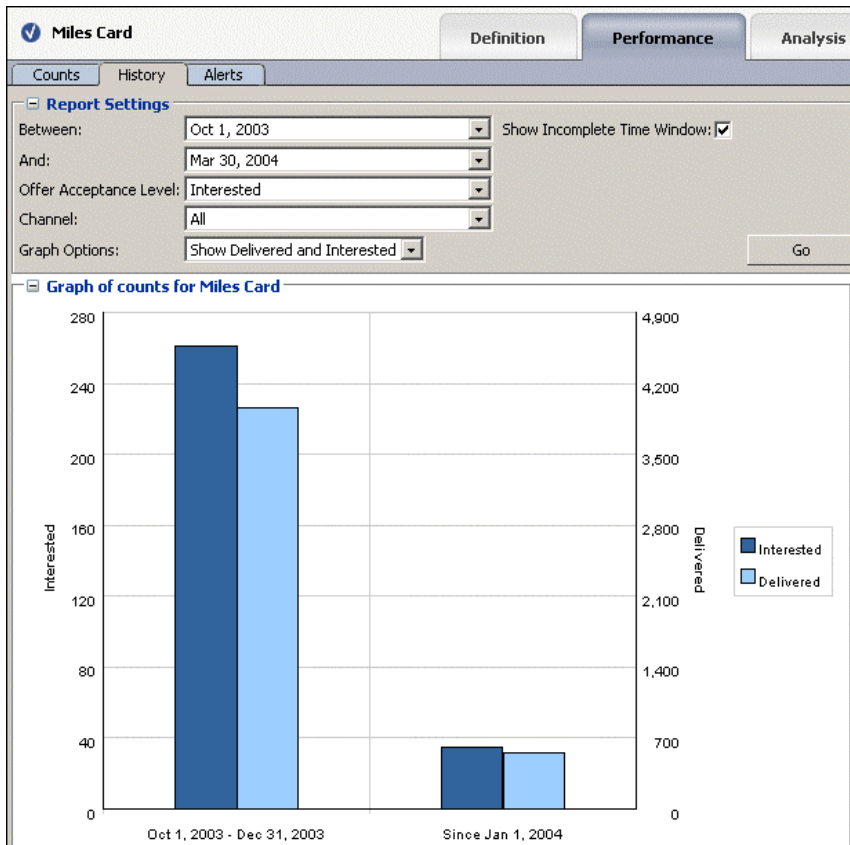 Miles Card
Definition
Performance
Analysis
Counts
History
Alerts
Report Settings
Between: Oct 1, 2003 Show Incomplete Time Window:
And: Mar 30, 2004
Offer Acceptance Level: Interested
Channel: All
Graph Options: Show Delivered and Interested Go
Graph of counts for Miles Card
280 4,900
240 4,200
200 3,500
160 2,800
120 2,100
80 1,400
40 700
0 0
Interested
Delivered
Interested
Delivered
Oct 1, 2003 - Dec 31, 2003 Since Jan 1, 2004